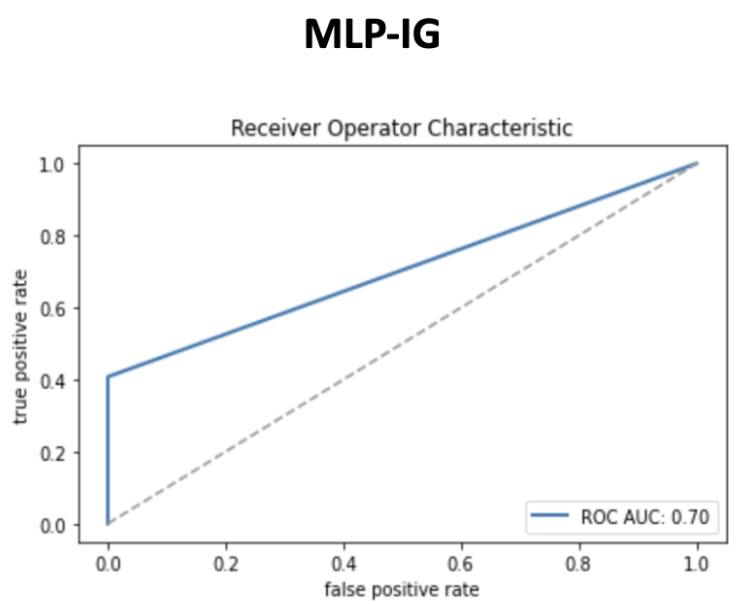 MLP-IG
Receiver Operator Characteristic
true positive rate
1.0
0.8
0.6
0.4
0.2
0.0
ROC AUC: 0.70
0.0 0.2 0.4 0.6 0.8 1.0
false positive rate